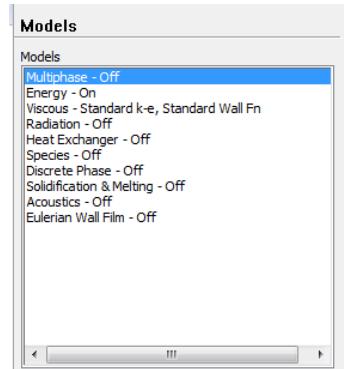 Models
Models
Multiphase - Off
Energy - On
Viscous - Standard k-e, Standard Wall Fn
Radiation - Off
Heat Exchanger - Off
Species - Off
Discrete Phase - Off
Solidification & Melting - Off
Acoustics - Off
Eulerian Wall Film - Off